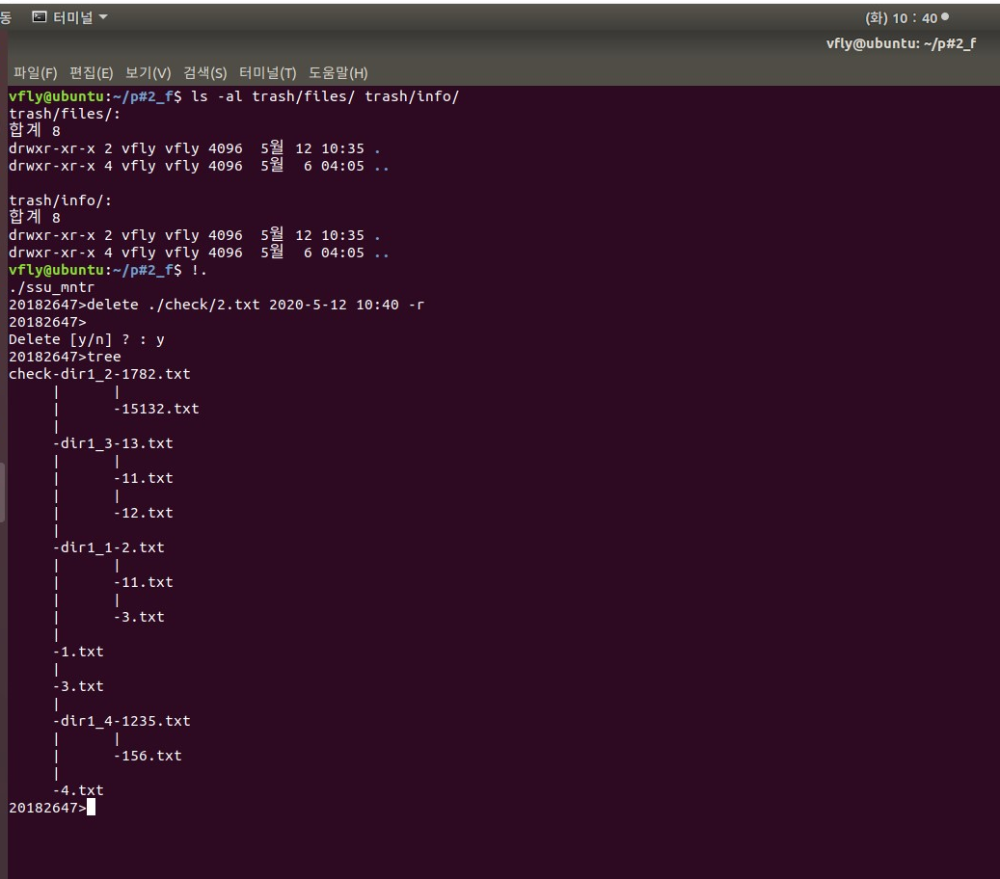 동 터미널 (화) 10 : 40
vfly@ubuntu: ~/p#2_f
파일(F) 편집(E) 보기(V) 검색(S) 터미널(T) 도움말(H)
vfly@ubuntu:~/p#2_f$ ls -al trash/files/ trash/info/
trash/files/:
합계 8
drwxr-xr-x 2 vfly vfly 4096  5월 12 10:35 .
drwxr-xr-x 4 vfly vfly 4096  5월  6 04:05 ..

trash/info/:
합계 8
drwxr-xr-x 2 vfly vfly 4096  5월 12 10:35 .
drwxr-xr-x 4 vfly vfly 4096  5월  6 04:05 ..
vfly@ubuntu:~/p#2_f$ !.
./ssu_mntr
20182647>delete ./check/2.txt 2020-5-12 10:40 -r
20182647>
Delete [y/n] ? : y
20182647>tree
check-dir1_2-1782.txt
     |      |
     |      -15132.txt
     |
     -dir1_3-13.txt
     |      |
     |      -11.txt
     |      |
     |      -12.txt
     |
     -dir1_1-2.txt
     |      |
     |      -11.txt
     |      |
     |      -3.txt
     |
     -1.txt
     |
     -3.txt
     |
     -dir1_4-1235.txt
     |      |
     |      -156.txt
     |
     -4.txt
20182647>